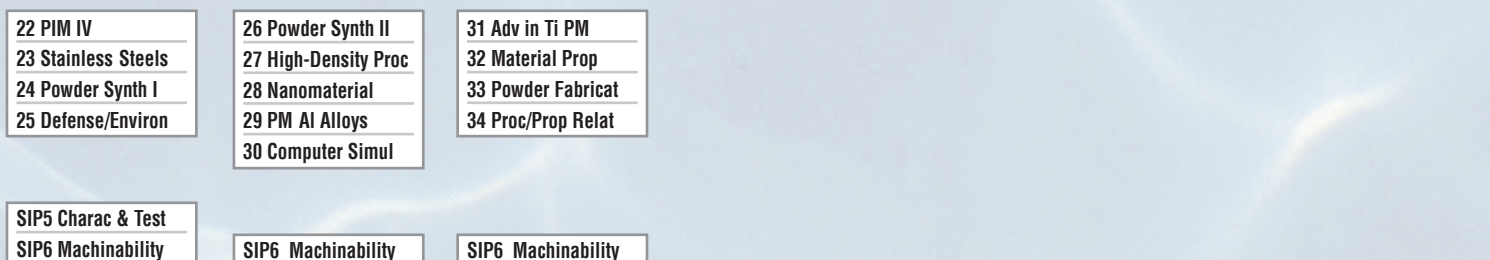 22 PIM IV
23 Stainless Steels
24 Powder Synth I
25 Defense/Environ
26 Powder Synth II
27 High-Density Proc
28 Nanomaterial
29 PM Al Alloys
30 Computer Simul
31 Adv in Ti PM
32 Material Prop
33 Powder Fabricat
34 Proc/Prop Relat
SIP5 Charac & Test
SIP6 Machinability
SIP6 Machinability
SIP6 Machinability